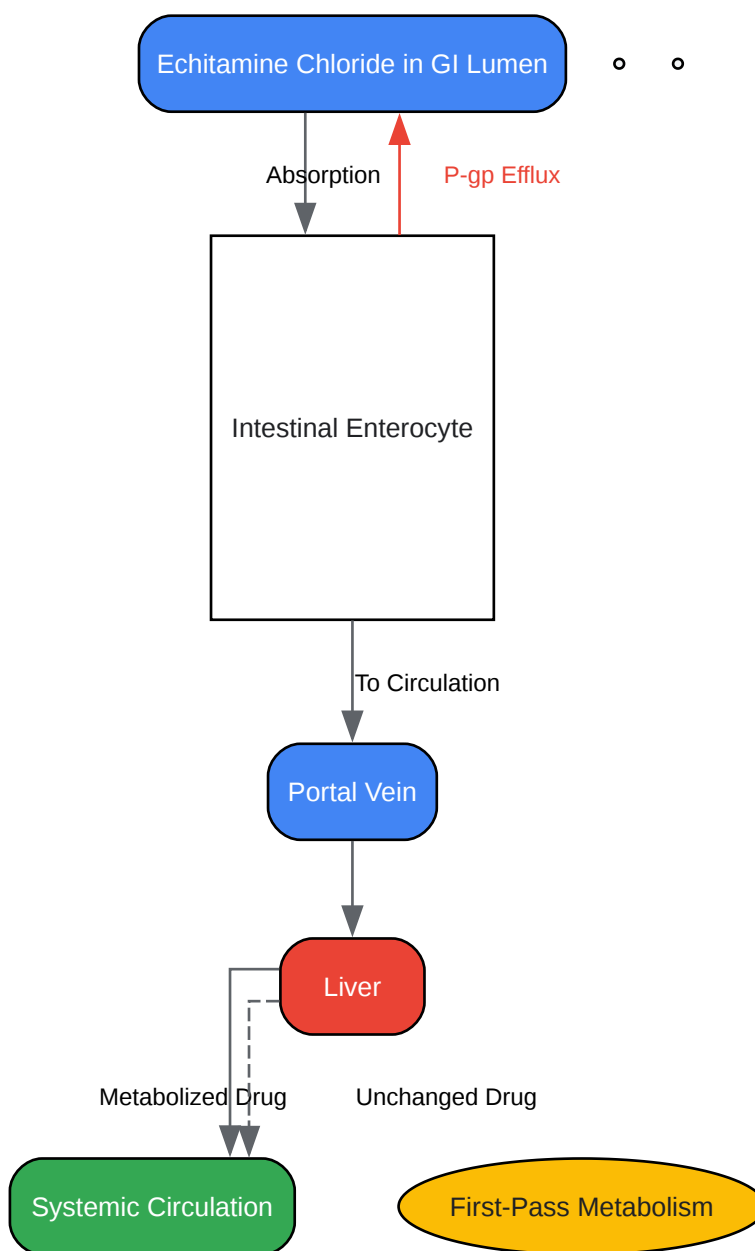 Echitamine Chloride in GI Lumen
Absorption
P-gp Efflux
Intestinal Enterocyte
To Circulation
Portal Vein
Liver
Metabolized Drug
Unchanged Drug
Systemic Circulation
First-Pass Metabolism